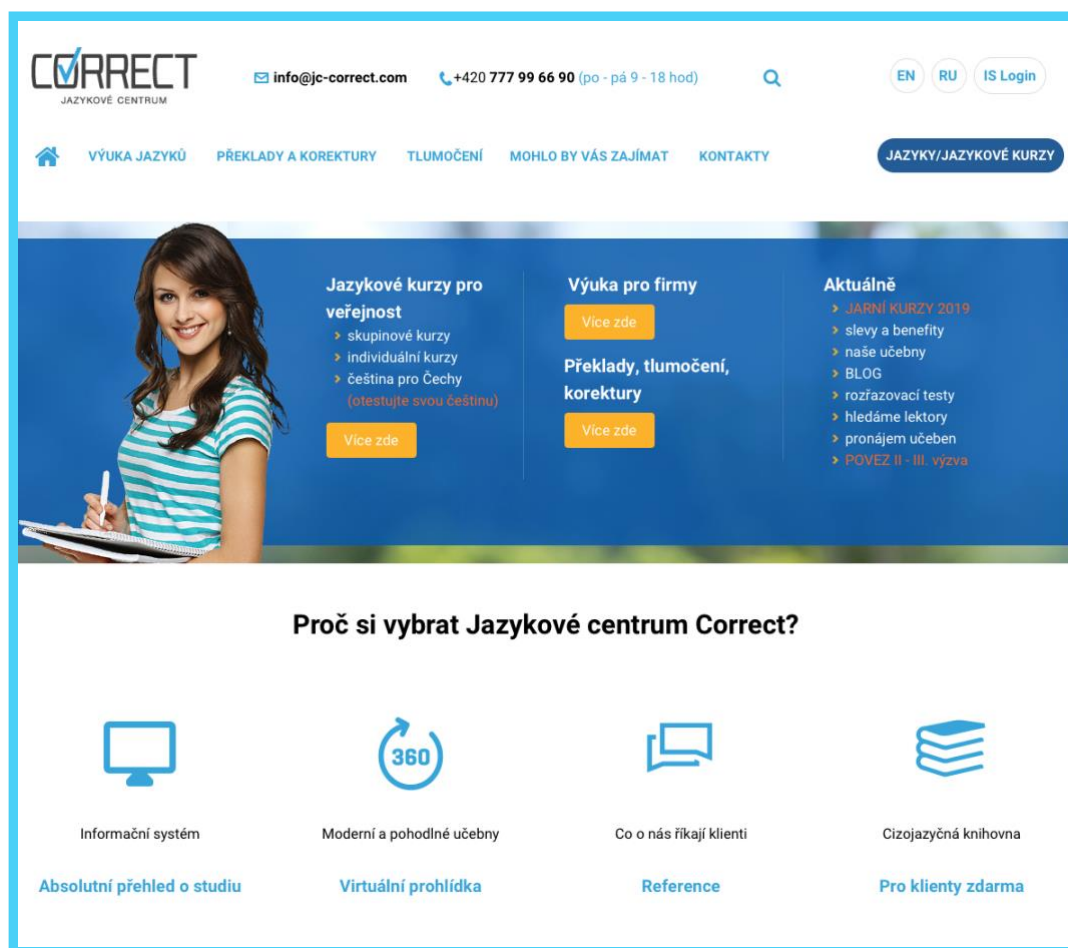 CORRECT
JAZYKOVÉ CENTRUM
info@jc-correct.com
+420 777 99 66 90 (po - pá 9 - 18 hod)
EN
RU
IS Login
VÝUKA JAZYKŮ
PŘEKLADY A KOREKTURY
TLUMOČENÍ
MOHLO BY VÁS ZAJÍMAT
KONTAKTY
JAZYKY/JAZYKOVÉ KURZY
Jazykové kurzy pro
veřejnost
skupinové kurzy
individuální kurzy
čeština pro Čechy
(otestujte svou češtinu)
Více zde
Výuka pro firmy
Více zde
Překlady, tlumočení,
korektury
Více zde
Aktuálně
JARNÍ KURZY 2019
slevy a benefity
naše učebny
BLOG
rozřazovací testy
hledáme lektory
pronájem učeben
POVEZ II - III. výzva
Proč si vybrat Jazykové centrum Correct?
360
Informační systém
Moderní a pohodlné učebny
Co o nás říkají klienti
Cizojazyčná knihovna
Absolutní přehled o studiu
Virtuální prohlídka
Reference
Pro klienty zdarma